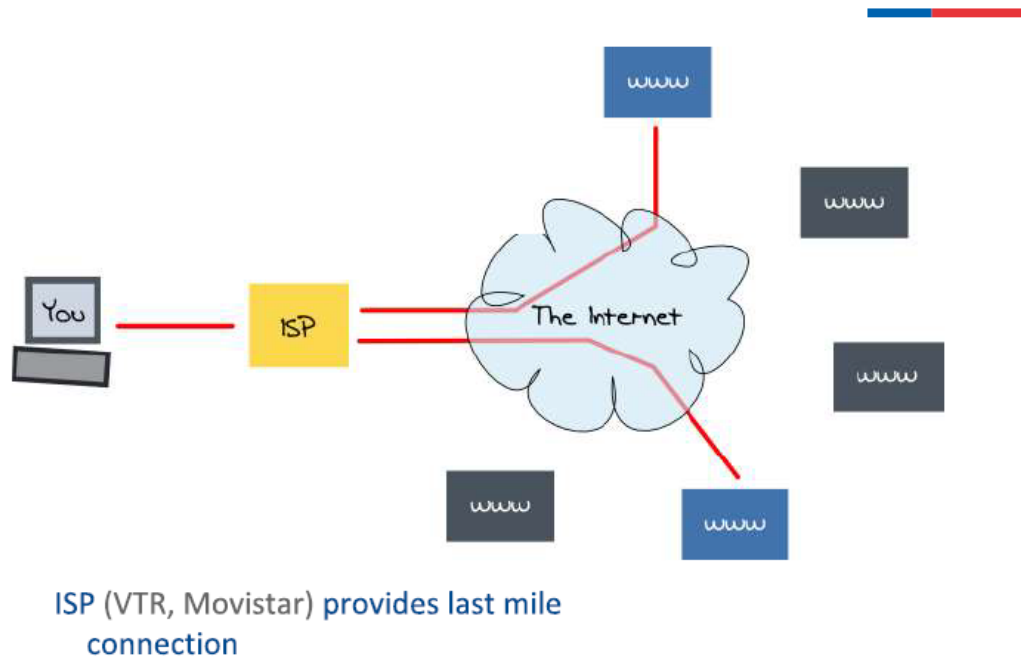 www
www
You
ISP
The Internet
www
www
www
ISP (VTR, Movistar) provides last mile
connection